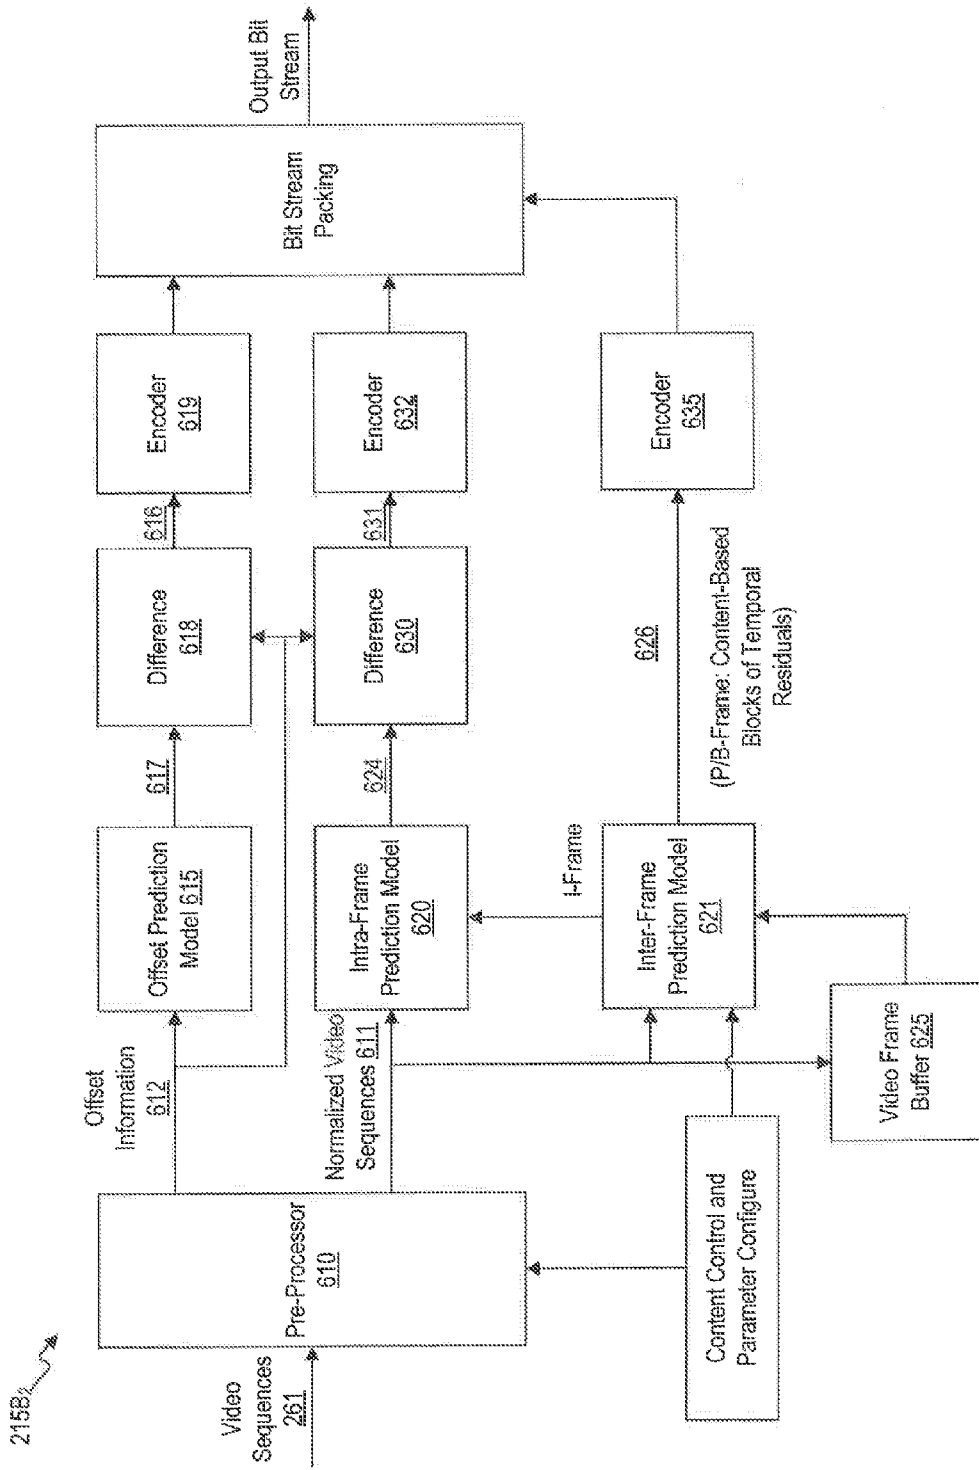 215B2
Video
Sequences
261
Pre-Processor
610
Content Control and
Parameter Configure
Offset
Information
612
Normalized Video
Sequences 611
Offset Prediction
Model 615
Intra-Frame
Prediction Model
620
I-Frame
Inter-Frame
Prediction Model
621
Video Frame
Buffer 625
617
624
626
(P/B-Frame: Content-Based
Blocks of Temporal
Residuals)
Difference
618
Difference
630
616
631
Encoder
619
Encoder
632
Encoder
635
Bit Stream
Packing
Output Bit
Stream